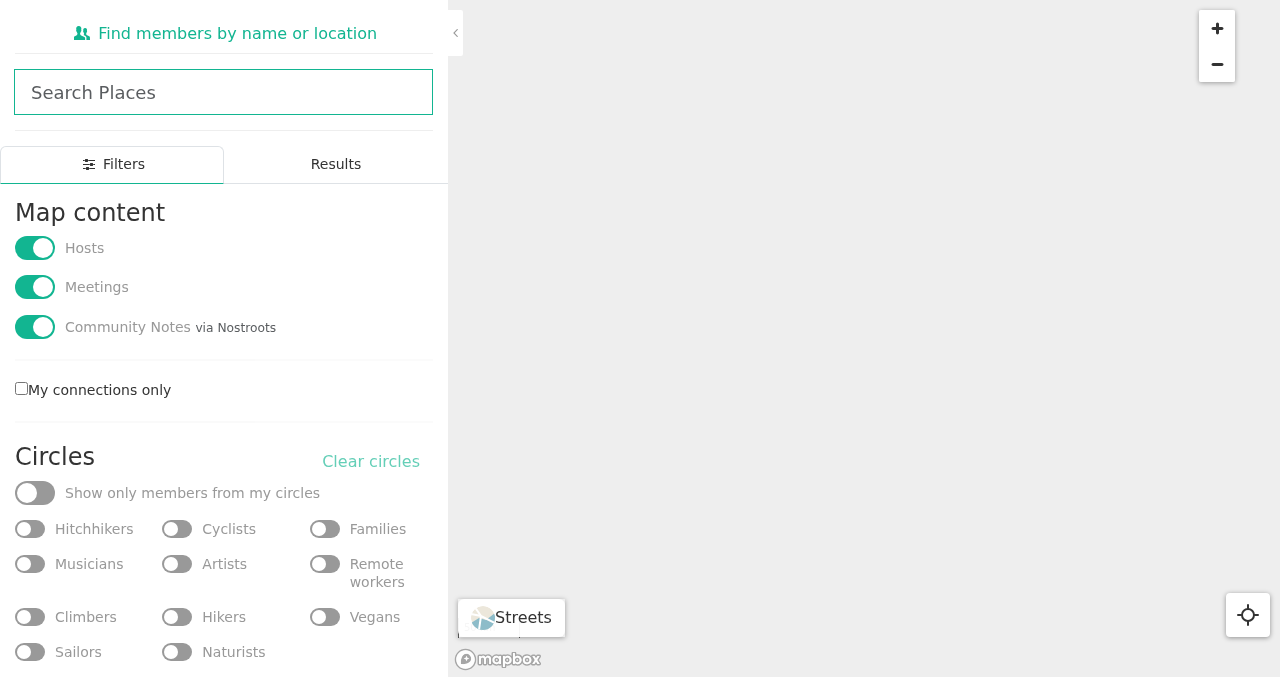 Find members by name or location
Search Places
Filters
Results
Map content
Hosts
Meetings
Community Notes via Nostroots
My connections only
Circles
Clear circles
Show only members from my circles
Hitchhikers
Cyclists
Families
Musicians
Artists
Remote
workers
Climbers
Hikers
Vegans
Sailors
Naturists
Streets
mapbox